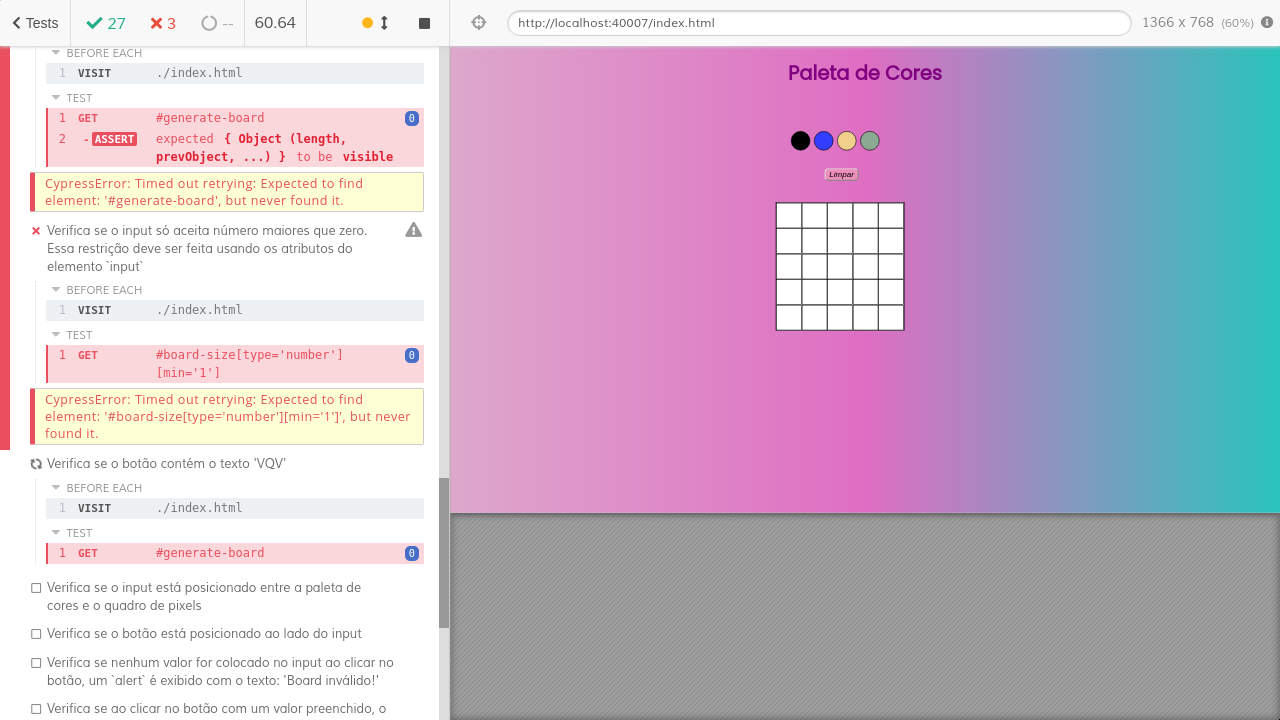 Tests
27
3
--
60.64
http://localhost:40007/index.html
1366 x 768 (60%)
BEFORE EACH
1 VISIT ./index.html
TEST
1 GET #generate-board 0
2 -ASSERT expected { Object (length,
prevObject, ...) } to be visible
CypressError: Timed out retrying: Expected to find
element: '#generate-board', but never found it.
Verifica se o input só aceita número maiores que zero.
Essa restrição deve ser feita usando os atributos do
elemento `input`
BEFORE EACH
1 VISIT ./index.html
TEST
1 GET #board-size[type='number'] 0
[min='1']
CypressError: Timed out retrying: Expected to find
element: '#board-size[type='number'][min='1']', but never
found it.
Verifica se o botão contém o texto 'VQV'
BEFORE EACH
1 VISIT ./index.html
TEST
1 GET #generate-board 0
Verifica se o input está posicionado entre a paleta de
cores e o quadro de pixels
Verifica se o botão está posicionado ao lado do input
Verifica se nenhum valor for colocado no input ao clicar no
botão, um `alert` é exibido com o texto: 'Board inválido!'
Verifica se ao clicar no botão com um valor preenchido, o
Paleta de Cores
Limpar